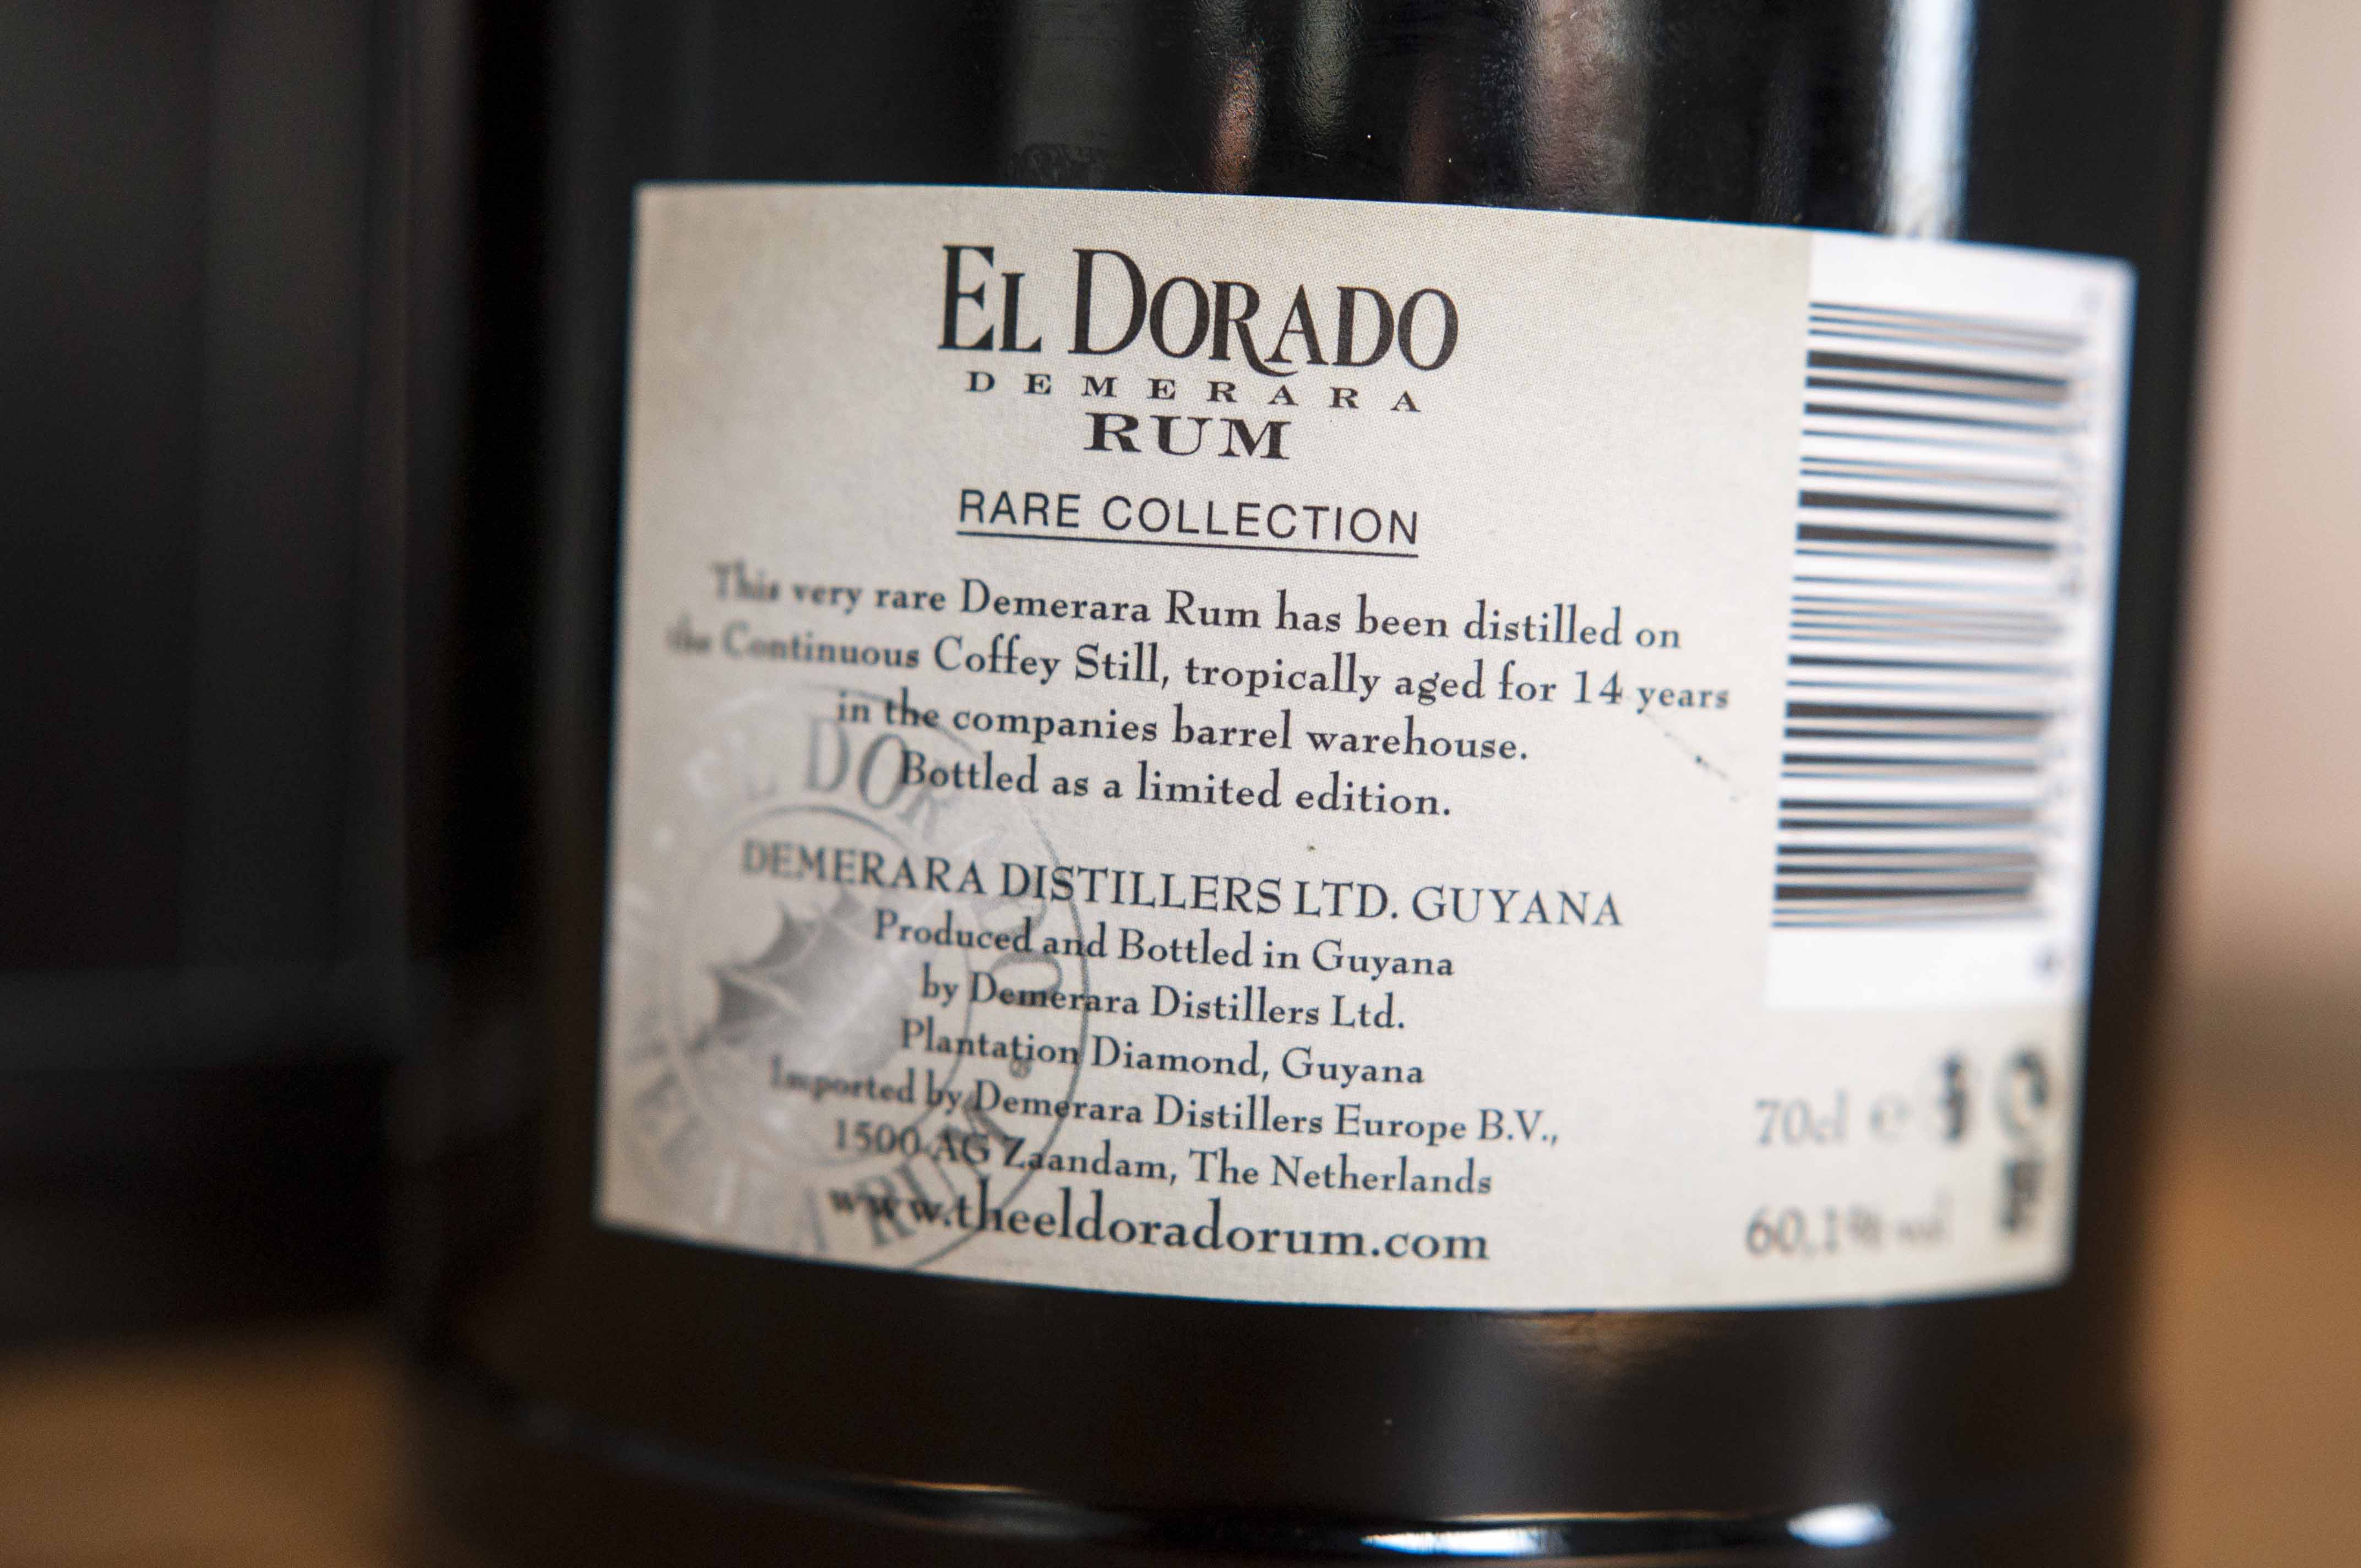 EL DORADO
DEMERARA
RUM
RARE COLLECTION
This very rare Demerara Rum has been distilled on
the Continuous Coffey Still, tropically aged for 14 years
in the companies barrel warehouse.
Bottled as a limited edition.
DEMERARA DISTILLERS LTD. GUYANA
Produced and Bottled in Guyana
by Demerara Distillers Ltd.
Plantation Diamond, Guyana
Imported by Demerara Distillers Europe B.V.,
1500 AG Zaandam, The Netherlands
www.theeldoradorum.com
70cl e
60,1% vol